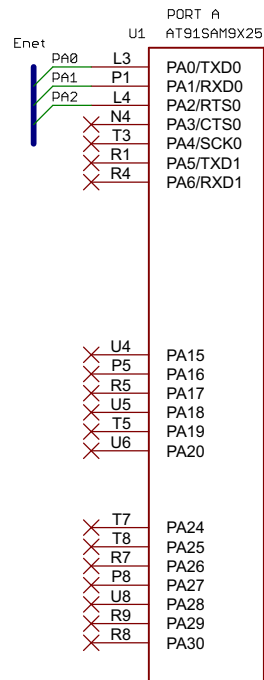 PORT A
U1 AT91SAM9X25
Enet
PA0 L3 PA0/TXD0
PA1 P1 PA1/RXD0
PA2 L4 PA2/RTS0
N4 PA3/CTS0
T3 PA4/SCK0
R1 PA5/TXD1
R4 PA6/RXD1
U4 PA15
P5 PA16
R5 PA17
U5 PA18
T5 PA19
U6 PA20
T7 PA24
T8 PA25
R7 PA26
P8 PA27
U8 PA28
R9 PA29
R8 PA30